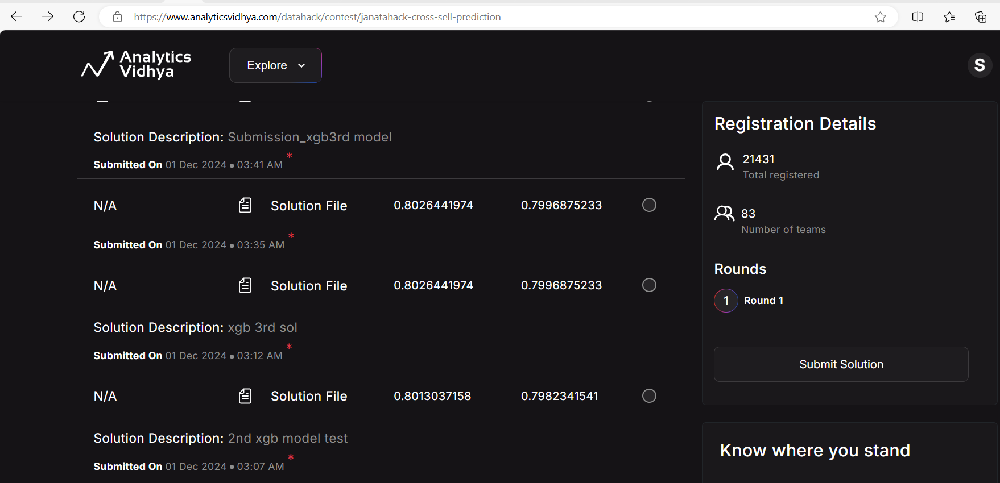 https://www.analyticsvidhya.com/datahack/contest/janatahack-cross-sell-prediction
Analytics
Vidhya
Explore
S
Solution Description: Submission_xgb3rd model
Submitted On 01 Dec 2024 ● 03:41 AM *
N/A Solution File 0.8026441974 0.7996875233
Submitted On 01 Dec 2024 ● 03:35 AM *
N/A Solution File 0.8026441974 0.7996875233
Solution Description: xgb 3rd sol
Submitted On 01 Dec 2024 ● 03:12 AM *
N/A Solution File 0.8013037158 0.7982341541
Solution Description: 2nd xgb model test
Submitted On 01 Dec 2024 ● 03:07 AM *
Registration Details
21431
Total registered
83
Number of teams
Rounds
1 Round 1
Submit Solution
Know where you stand